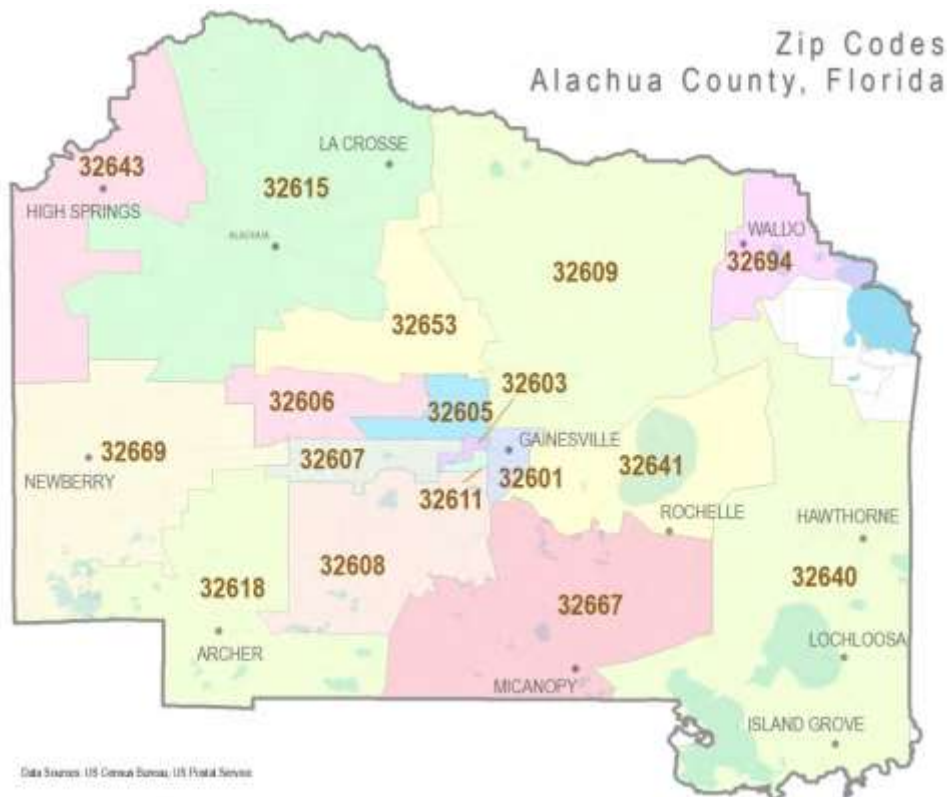 Zip Codes
Alachua County, Florida
LA CROSSE
32643
32615
HIGH SPRINGS
ALACHUA
WALDO
32694
32609
32653
32603
32606
32605
GAINESVILLE
32669
32607
32641
NEWBERRY
32601
32611
ROCHELLE
HAWTHORNE
32608
32640
32618
32667
LOCHLOOSA
ARCHER
MICANOPY
ISLAND GROVE
Data Sources: US Census Bureau, US Postal Service